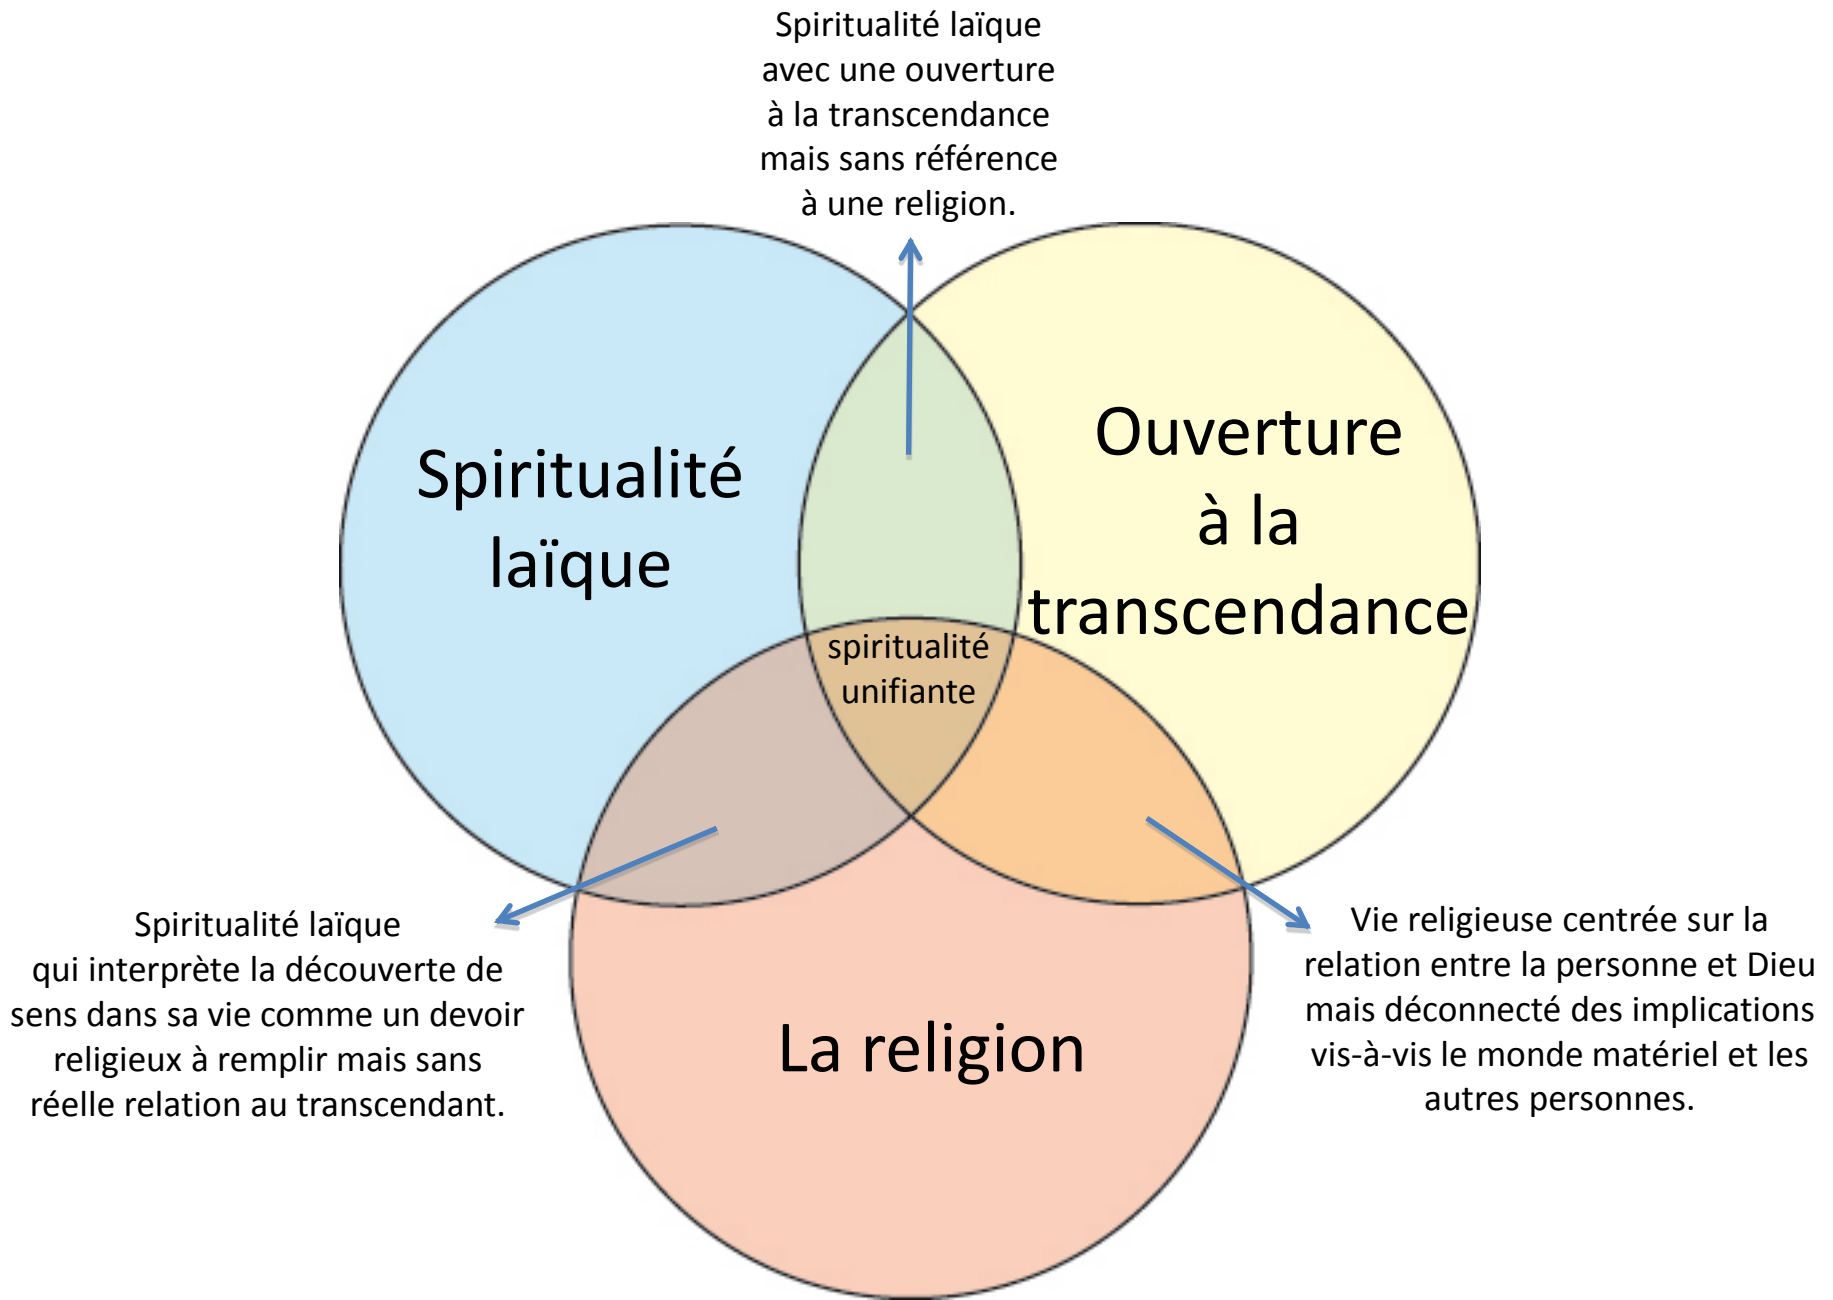 Spiritualité laïque
avec une ouverture
à la transcendance
mais sans référence
à une religion.
Spiritualité
laïque
Ouverture
à la
transcendance
spiritualité
unifiante
Spiritualité laïque
qui interprète la découverte de
sens dans sa vie comme un devoir
religieux à remplir mais sans
réelle relation au transcendant.
Vie religieuse centrée sur la
relation entre la personne et Dieu
mais déconnecté des implications
vis-à-vis le monde matériel et les
autres personnes.
La religion